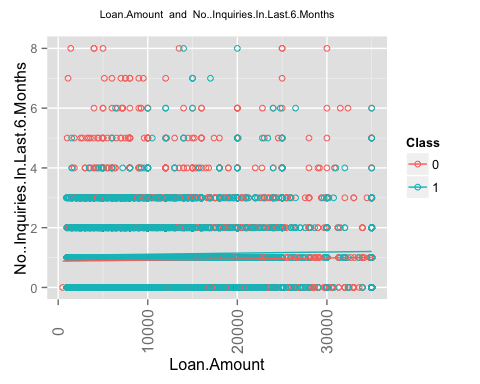 Loan.Amount and No..Inquiries.In.Last.6.Months
No..Inquiries.In.Last.6.Months
8
6
4
2
0
0
10000
20000
30000
Loan.Amount
Class
0
1